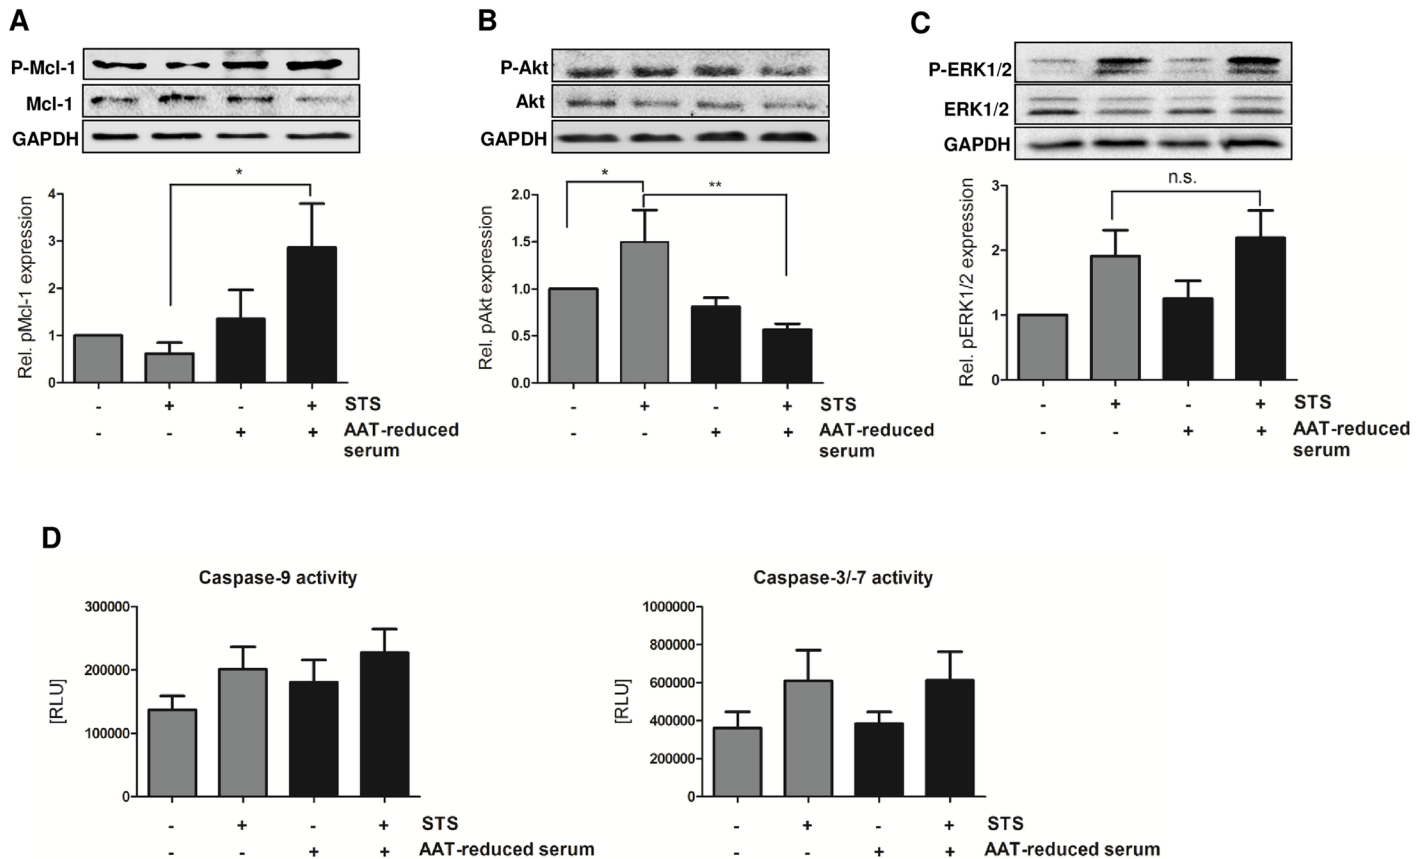 A
P-Mcl-1
Mcl-1
GAPDH
*
Rel. pMcl-1 expression
4
3
2
1
0
- + - + STS
- - + + AAT-reduced
serum
B
P-Akt
Akt
GAPDH
* **
Rel. pAkt expression
2.0
1.5
1.0
0.5
0.0
- + - + STS
- - + + AAT-reduced
serum
C
P-ERK1/2
ERK1/2
GAPDH
n.s.
Rel. pERK1/2 expression
3
2
1
0
- + - + STS
- - + + AAT-reduced
serum
D
Caspase-9 activity
[RLU]
300000
200000
100000
0
- + - + STS
- - + + AAT-reduced serum
Caspase-3/-7 activity
[RLU]
1000000
800000
600000
400000
200000
0
- + - + STS
- - + + AAT-reduced serum